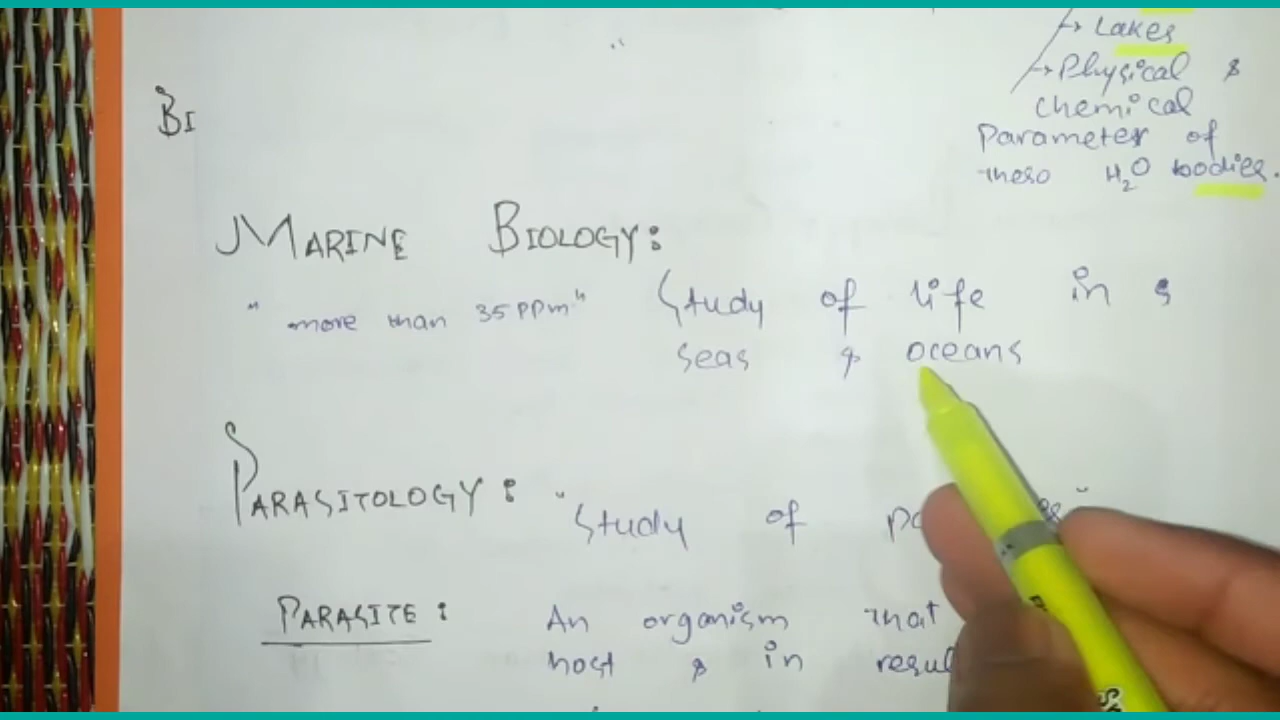 → Lakes
→ Physical &
chemical
Parameter of
these H₂O bodies.
BI
MARINE BIOLOGY:
"more than 35 PPm" Study of life in s
seas & oceans
PARASITOLOGY: "Study of
PARASITE: An organism that
host & in